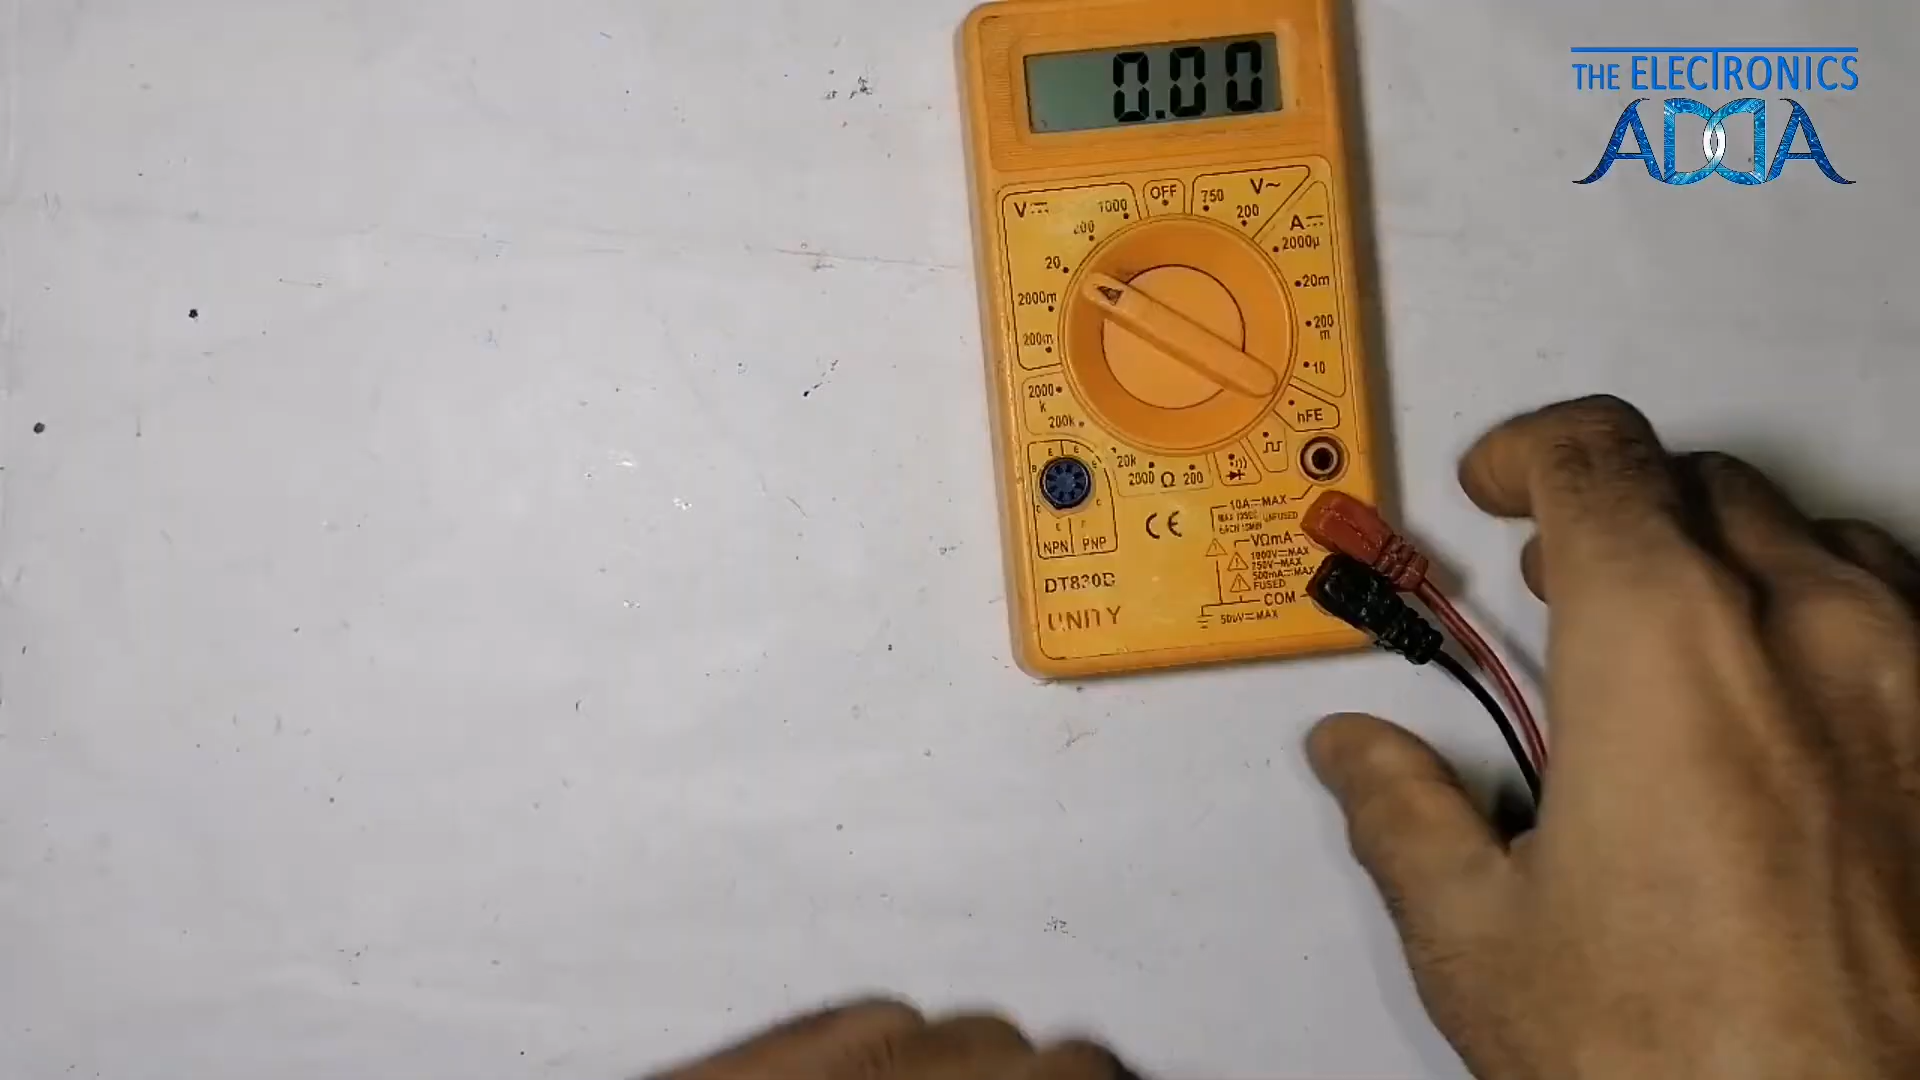 THE ELECTRONICS
ADDA
0.00
OFF
V
1000
200
20
2000m
200m
750
V~
200
A
2000µ
20m
200
m
10
hFE
2000
k
200k
20k
2000 Ω 200
10A MAX
UNFUSED
VΩmA
1000V MAX
750V MAX
500mA MAX
FUSED
COM
500V MAX
E
E
B
C
C
E
NPN PNP
CE
DT830D
UNITY